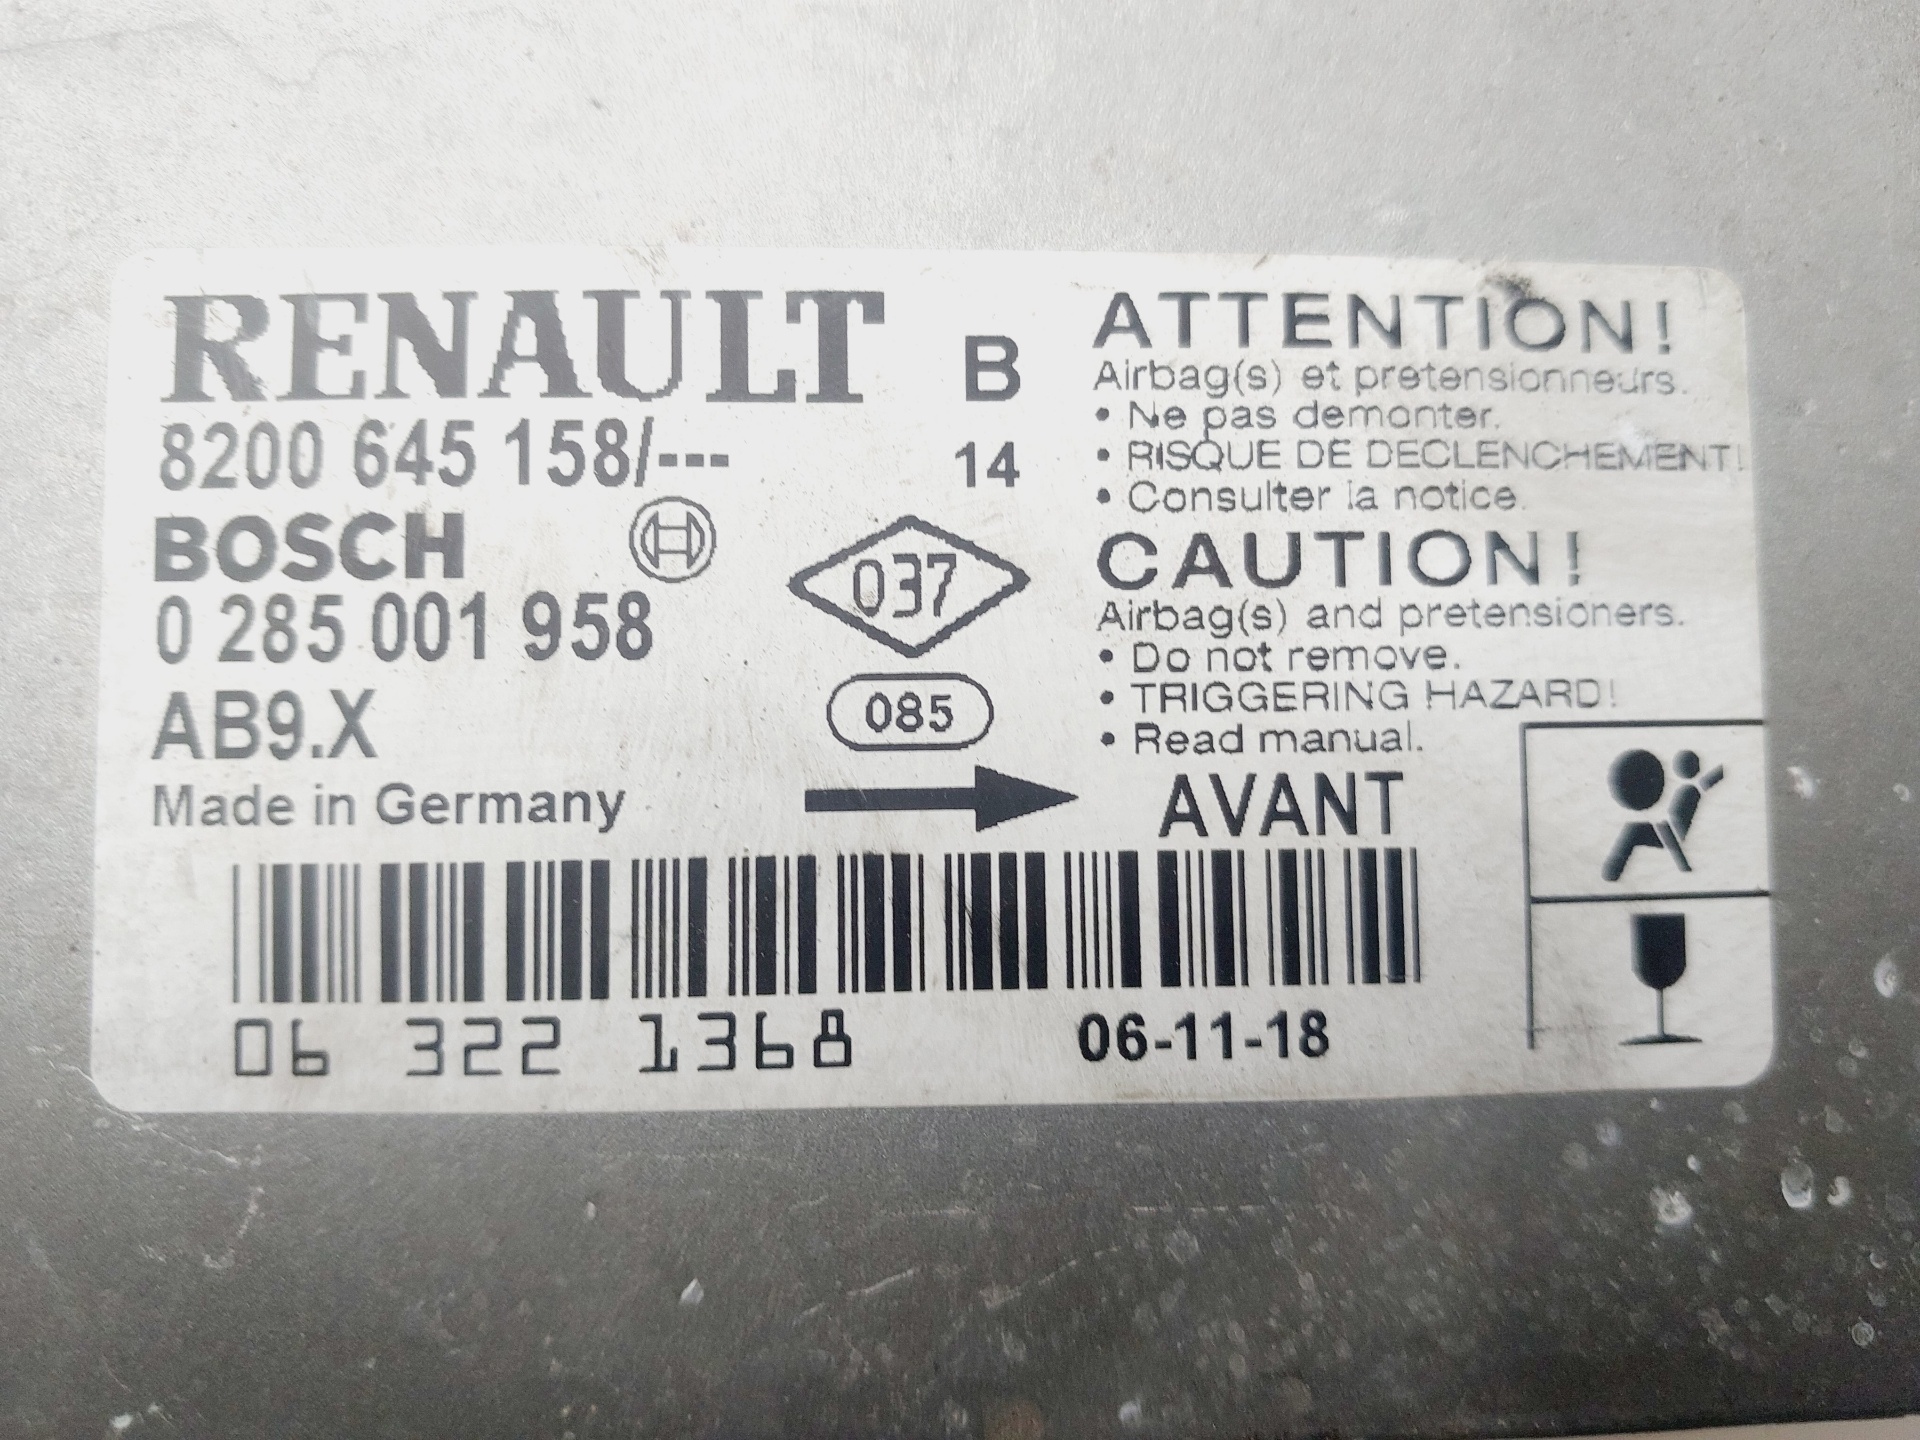 RENAULT B
8200 645 158/--- 14
BOSCH
0 285 001 958
AB9.X
Made in Germany
037
085
ATTENTION!
Airbag(s) et pretensionneurs.
• Ne pas demonter.
• RISQUE DE DECLENCHEMENT!
• Consulter la notice.
CAUTION!
Airbag(s) and pretensioners.
• Do not remove.
• TRIGGERING HAZARD!
• Read manual.
AVANT
06 322 1368 06-11-18